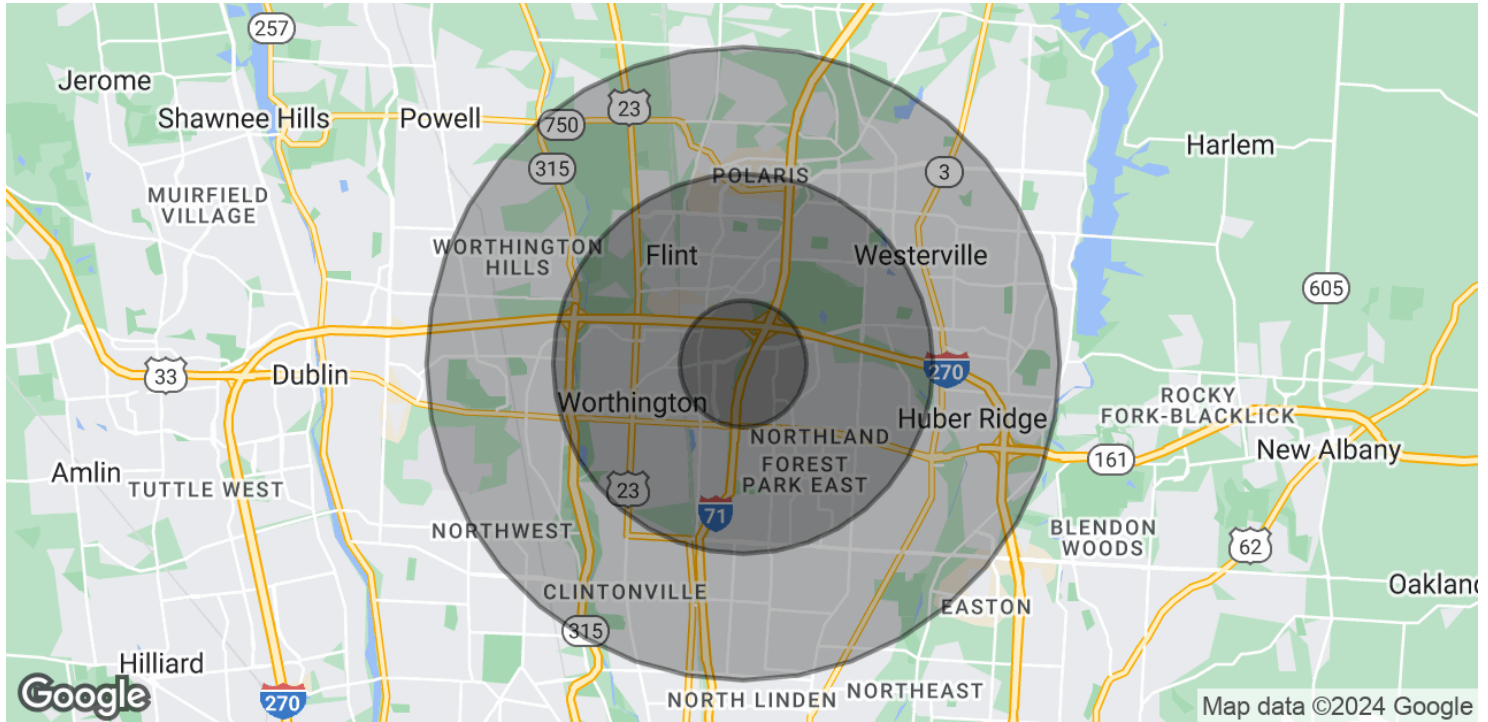 257
Jerome
Shawnee Hills
Powell
750
23
315
POLARIS
3
Harlem
MUIRFIELD
VILLAGE
WORTHINGTON
HILLS
Flint
Westerville
605
33
Dublin
270
Worthington
Huber Ridge
ROCKY
FORK-BLACKLICK
NORTHLAND
FOREST
PARK EAST
161
New Albany
Amlin
TUTTLE WEST
23
71
NORTHWEST
BLENDON
WOODS
62
CLINTONVILLE
EASTON
Oakland
315
Hilliard
270
NORTH LINDEN
NORTHEAST
Google
Map data ©2024 Google